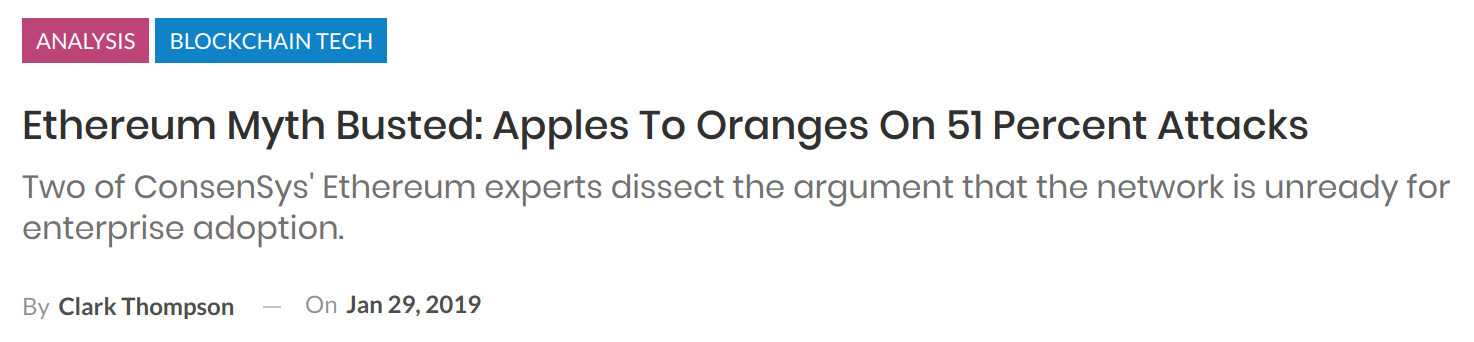 ANALYSIS BLOCKCHAIN TECH
Ethereum Myth Busted: Apples To Oranges On 51 Percent Attacks
Two of ConsenSys' Ethereum experts dissect the argument that the network is unready for
enterprise adoption.
By Clark Thompson — On Jan 29, 2019